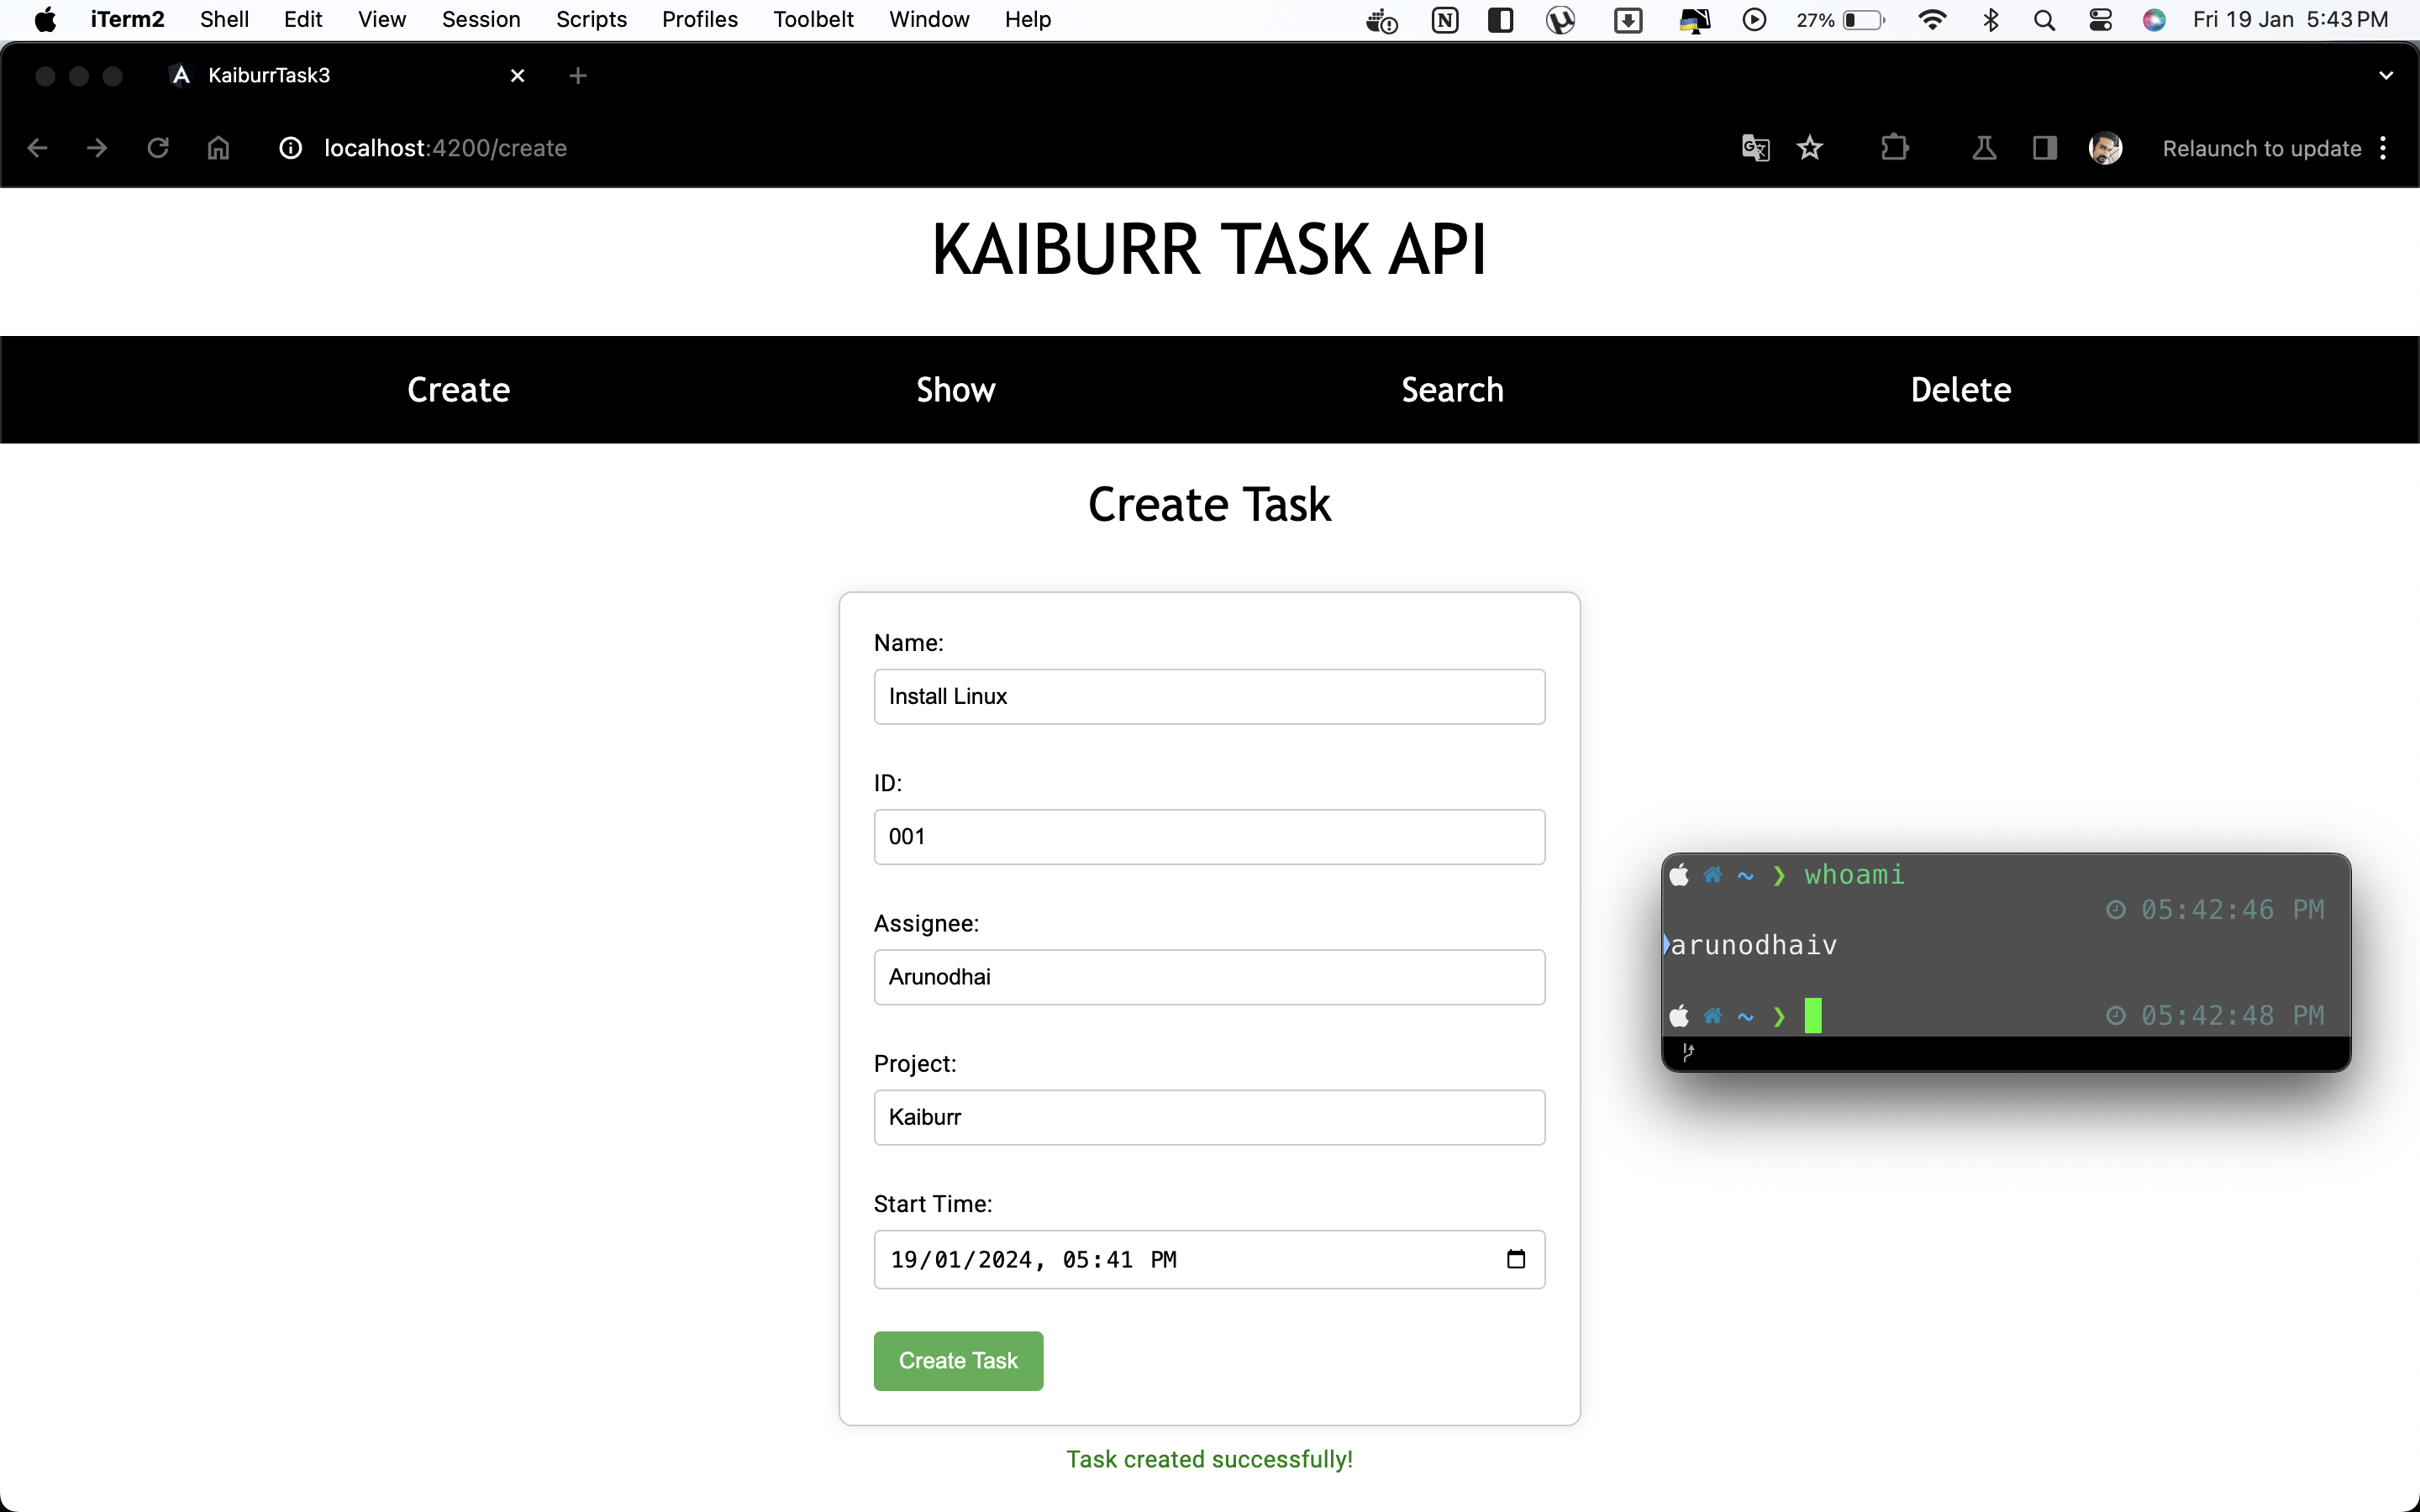 iTerm2 Shell Edit View Session Scripts Profiles Toolbelt Window Help 27% Fri 19 Jan 5:43 PM
KaiburrTask3
localhost:4200/create Relaunch to update
KAIBURR TASK API
Create Show Search Delete
Create Task
Name:
Install Linux
ID:
001
Assignee:
Arunodhai
Project:
Kaiburr
Start Time:
19/01/2024, 05:41 PM
Create Task
Task created successfully!
~ ❯ whoami
05:42:46 PM
arunodhaiv
~ ❯ 05:42:48 PM